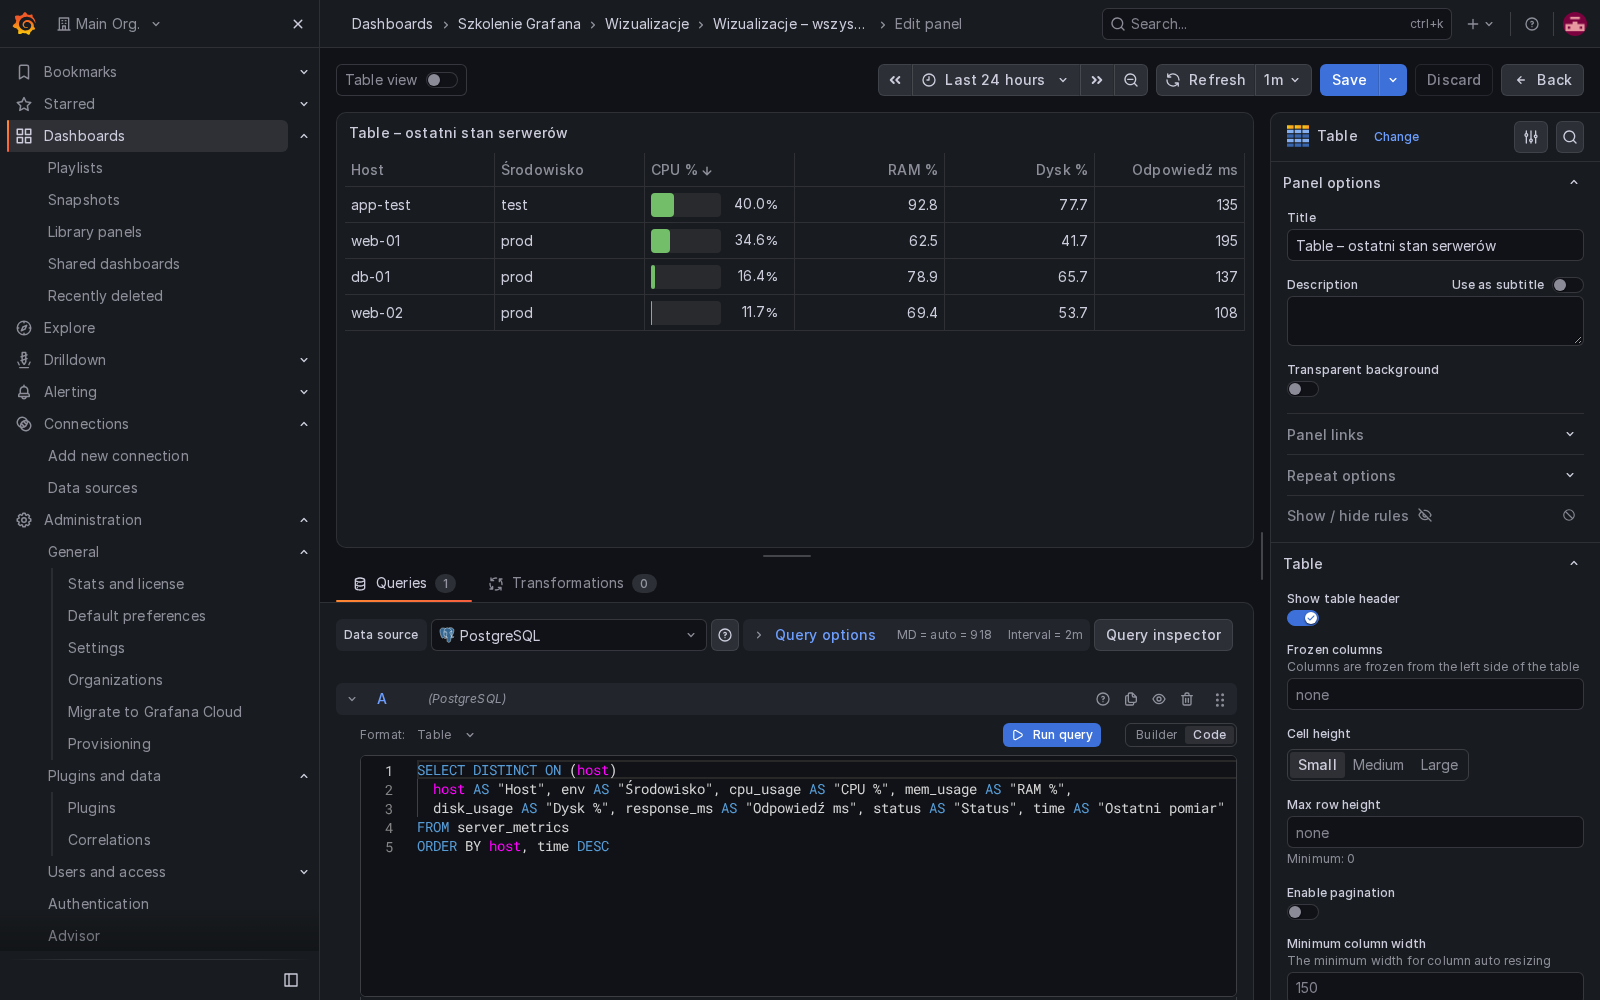 Main Org.
Dashboards
Szkolenie Grafana
Wizualizacje
Wizualizacje – wszys...
Edit panel
Search...
ctrl+k
Bookmarks
Starred
Dashboards
Playlists
Snapshots
Library panels
Shared dashboards
Recently deleted
Explore
Drilldown
Alerting
Connections
Add new connection
Data sources
Administration
General
Stats and license
Default preferences
Settings
Organizations
Migrate to Grafana Cloud
Provisioning
Plugins and data
Plugins
Correlations
Users and access
Authentication
Advisor
Table view
Last 24 hours
Refresh
1m
Save
Discard
Back
Table – ostatni stan serwerów
Host Środowisko CPU % RAM % Dysk % Odpowiedź ms
app-test test 40.0% 92.8 77.7 135
web-01 prod 34.6% 62.5 41.7 195
db-01 prod 16.4% 78.9 65.7 137
web-02 prod 11.7% 69.4 53.7 108
Queries 1
Transformations 0
Data source
PostgreSQL
Query options
MD = auto = 918
Interval = 2m
Query inspector
A
(PostgreSQL)
Format:
Table
Run query
Builder
Code
1 SELECT DISTINCT ON (host)
2 host AS "Host", env AS "Środowisko", cpu_usage AS "CPU %", mem_usage AS "RAM %",
3 disk_usage AS "Dysk %", response_ms AS "Odpowiedź ms", status AS "Status", time AS "Ostatni pomiar"
4 FROM server_metrics
5 ORDER BY host, time DESC
Table
Change
Panel options
Title
Table – ostatni stan serwerów
Description
Use as subtitle
Transparent background
Panel links
Repeat options
Show / hide rules
Table
Show table header
Frozen columns
Columns are frozen from the left side of the table
none
Cell height
Small
Medium
Large
Max row height
none
Minimum: 0
Enable pagination
Minimum column width
The minimum width for column auto resizing
150